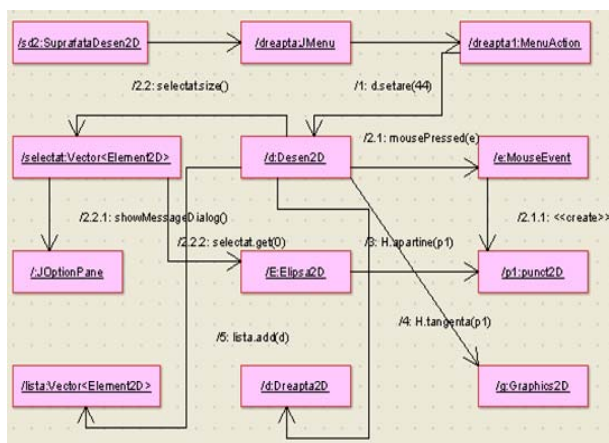 /sd2:SuprafataDesen2D
/dreapta:JMenu
/dreapta1:MenuAction
/2.2: selectat.size()
/1: d.setare(44)
/2.1: mousePressed(e)
/selectat:Vector<Element2D>
/d:Desen2D
/e:MouseEvent
/2.2.1: showMessageDialog()
/2.1.1: <<create>>
/2.2.2: selectat.get(0)
/3: H.apartine(p1)
/:JOptionPane
/E:Elipsa2D
/p1:punct2D
/4: H.tangenta(p1)
/5: lista.add(d)
/lista:Vector<Element2D>
/d:Dreapta2D
/g:Graphics2D